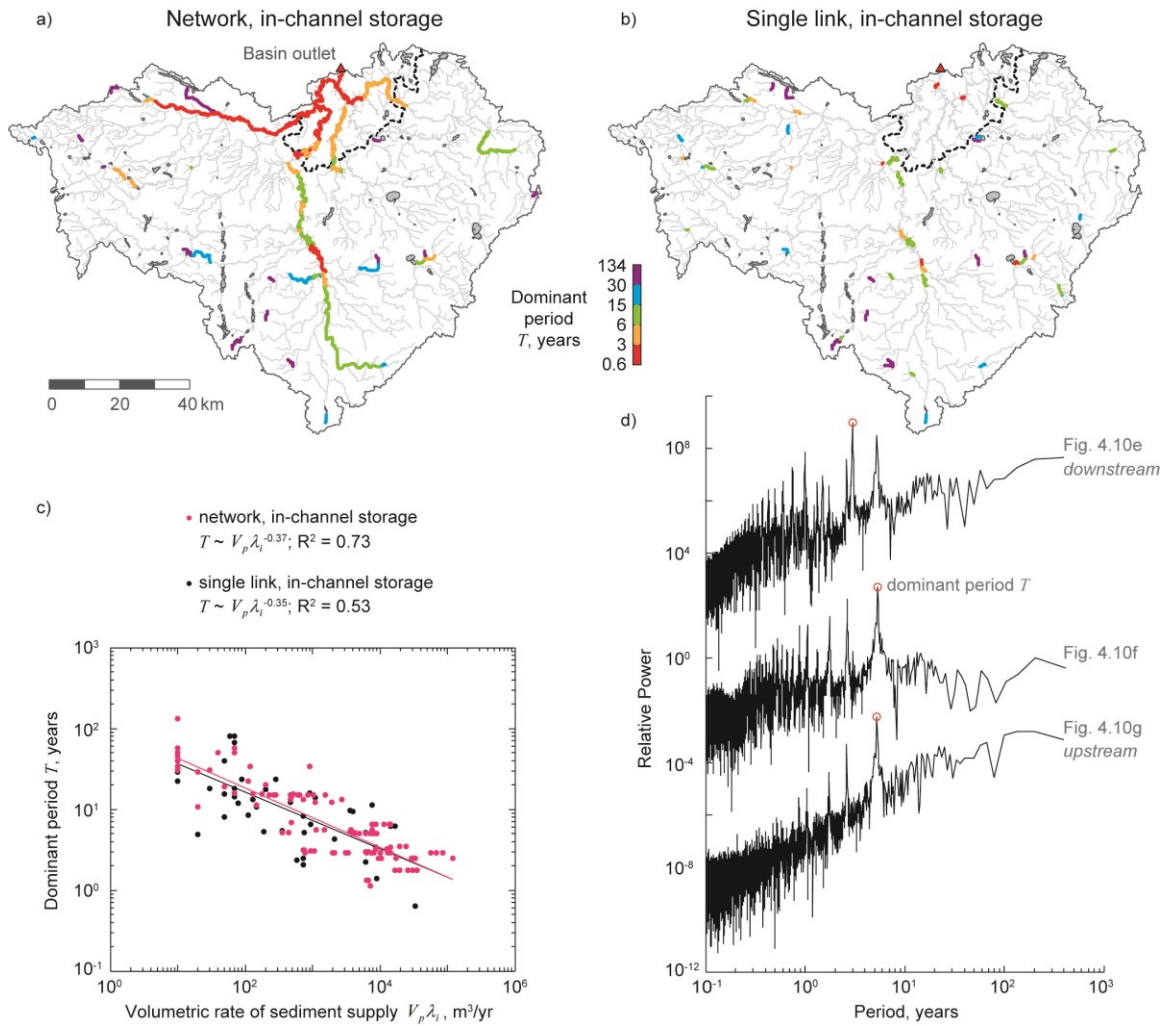 a)
Network, in-channel storage
Basin outlet
b)
Single link, in-channel storage
Dominant
period
T, years
134
30
15
6
3
0.6
0 20 40 km
c)
network, in-channel storage
T ~ Vₚλᵢ⁻⁰·³⁷; R² = 0.73
single link, in-channel storage
T ~ Vₚλᵢ⁻⁰·³⁵; R² = 0.53
Dominant period T, years
10³
10²
10¹
10⁰
10⁻¹
10⁰ 10¹ 10² 10³ 10⁴ 10⁵ 10⁶
Volumetric rate of sediment supply Vₚλᵢ, m³/yr
d)
Relative Power
10⁸
10⁴
10⁰
10⁻⁴
10⁻⁸
10⁻¹²
Fig. 4.10e
downstream
dominant period T
Fig. 4.10f
Fig. 4.10g
upstream
10⁻¹ 10⁰ 10¹ 10² 10³
Period, years